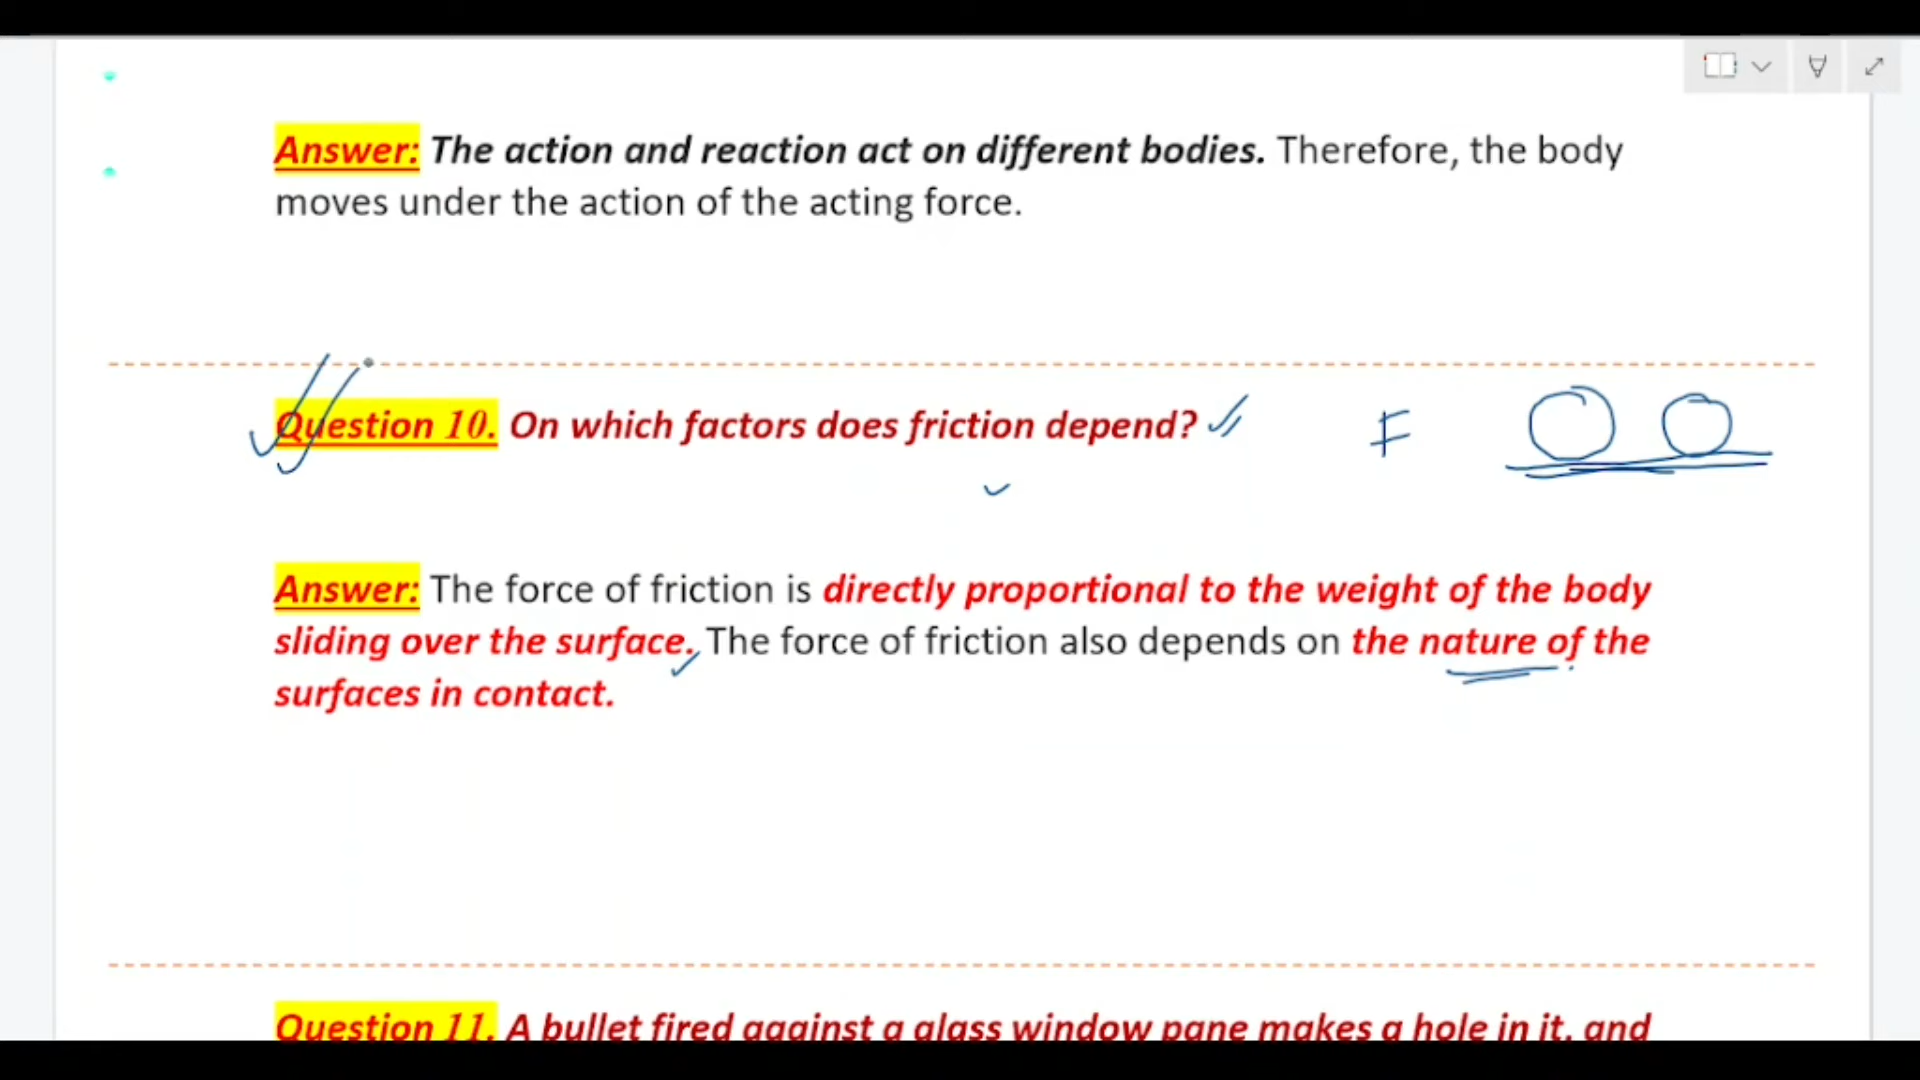 Answer: The action and reaction act on different bodies. Therefore, the body
moves under the action of the acting force.
Question 10. On which factors does friction depend?
F
Answer: The force of friction is directly proportional to the weight of the body
sliding over the surface. The force of friction also depends on the nature of the
surfaces in contact.
Question 11. A bullet fired against a glass window pane makes a hole in it, and